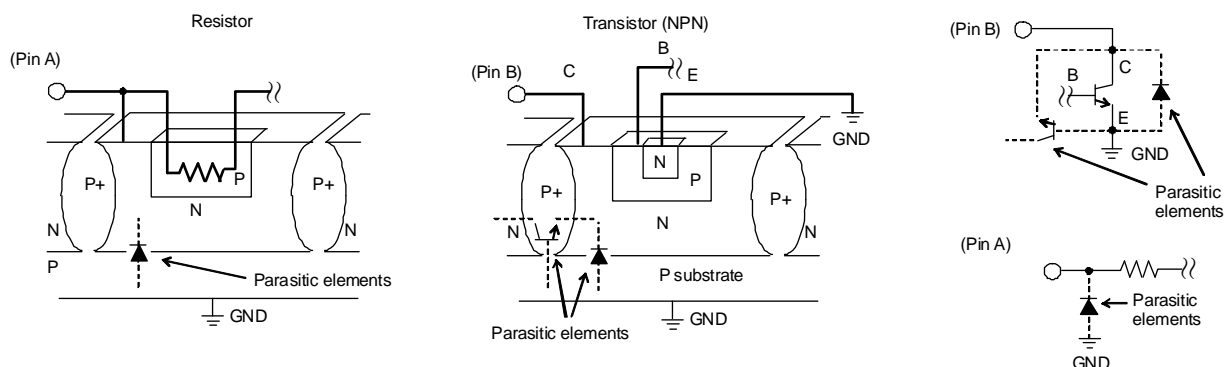 Resistor
(Pin A)
P+
P
N
P+
N
N
P
Parasitic elements
GND
Transistor (NPN)
(Pin B)
C
B
E
GND
P+
N
P
N
P+
N
N
P substrate
Parasitic elements
GND
(Pin B)
B
C
E
GND
Parasitic
elements
(Pin A)
Parasitic
elements
GND